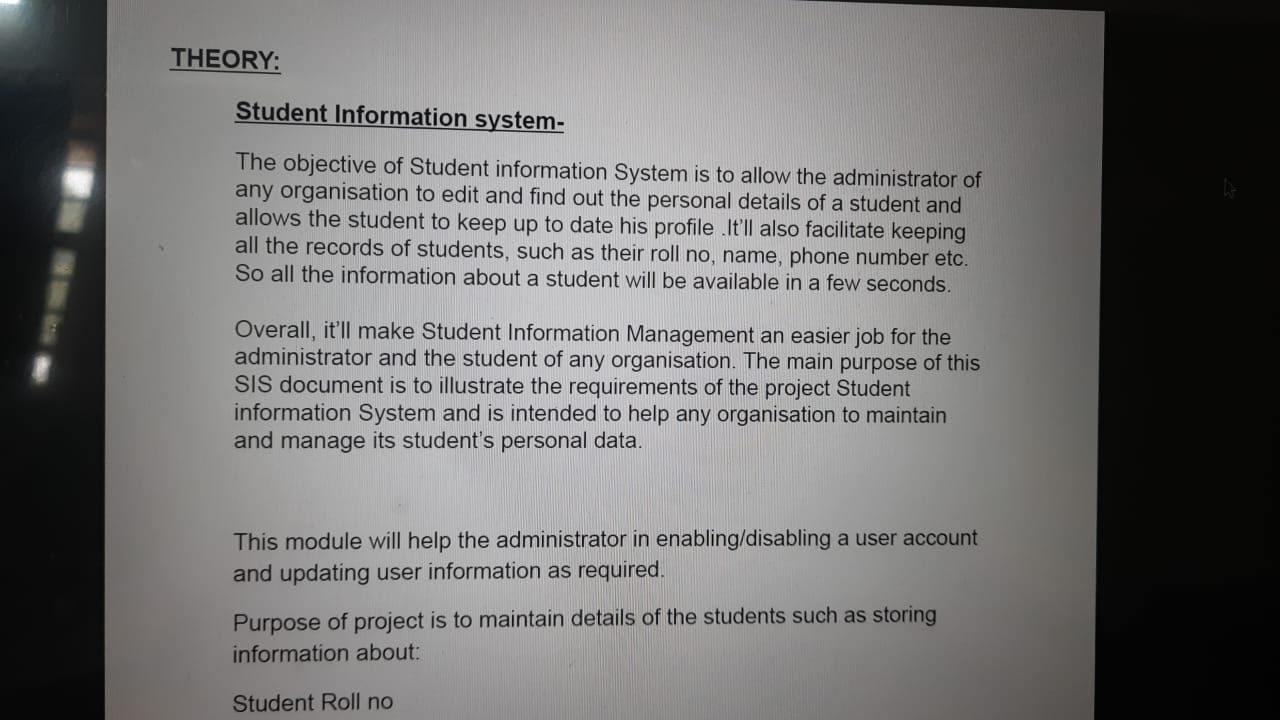 THEORY:
Student Information system-
The objective of Student information System is to allow the administrator of
any organisation to edit and find out the personal details of a student and
allows the student to keep up to date his profile .It'll also facilitate keeping
all the records of students, such as their roll no, name, phone number etc.
So all the information about a student will be available in a few seconds.
Overall, it'll make Student Information Management an easier job for the
administrator and the student of any organisation. The main purpose of this
SIS document is to illustrate the requirements of the project Student
information System and is intended to help any organisation to maintain
and manage its student's personal data.
This module will help the administrator in enabling/disabling a user account
and updating user information as required.
Purpose of project is to maintain details of the students such as storing
information about:
Student Roll no